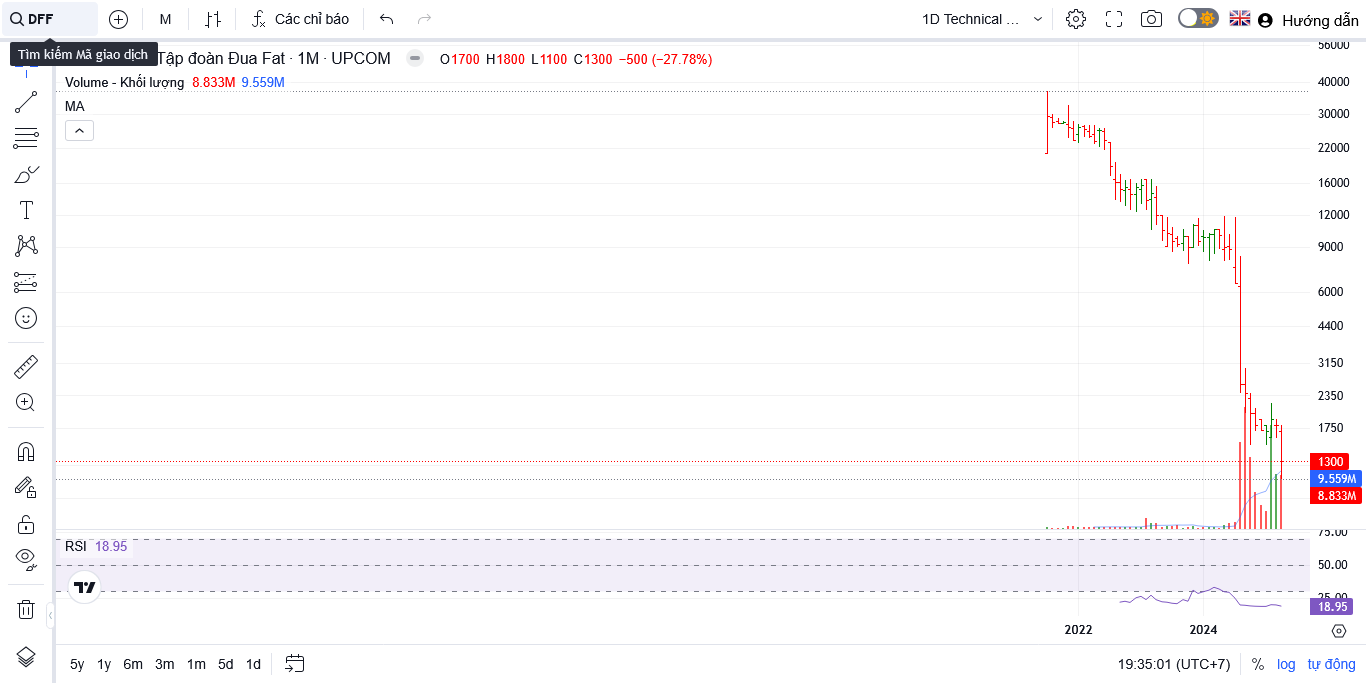 DFF
M
Các chỉ báo
1D Technical ...
Hướng dẫn
Tìm kiếm Mã giao dịch
Tập đoàn Đua Fat · 1M · UPCOM O1700 H1800 L1100 C1300 −500 (−27.78%)
Volume - Khối lượng 8.833M 9.559M
MA
56000
40000
30000
22000
16000
12000
9000
6000
4400
3150
2350
1750
1300
9.559M
8.833M
RSI 18.95
75.00
50.00
25.00
18.95
2022 2024
5y 1y 6m 3m 1m 5d 1d
19:35:01 (UTC+7) % log tự động